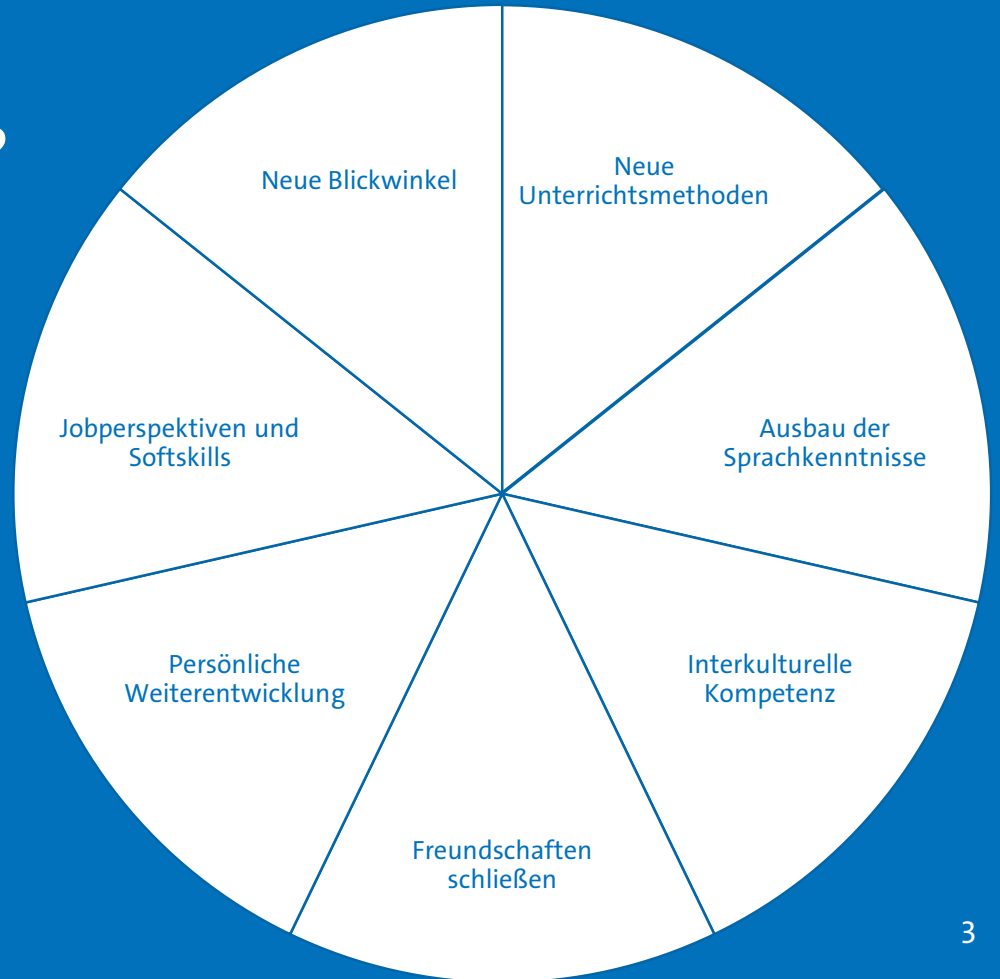 Neue Blickwinkel
Neue
Unterrichtsmethoden
Jobperspektiven und
Softskills
Ausbau der
Sprachkenntnisse
Persönliche
Weiterentwicklung
Interkulturelle
Kompetenz
Freundschaften
schließen
3